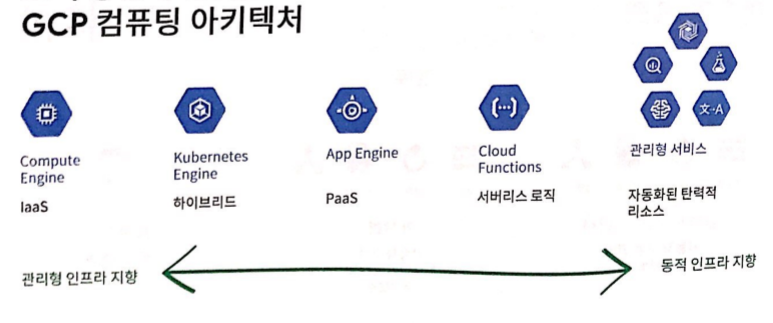 GCP 컴퓨팅 아키텍처
Compute
Engine
IaaS
Kubernetes
Engine
하이브리드
App Engine
PaaS
Cloud
Functions
서버리스 로직
文-A
관리형 서비스
자동화된 탄력적
리소스
관리형 인프라 지향
동적 인프라 지향